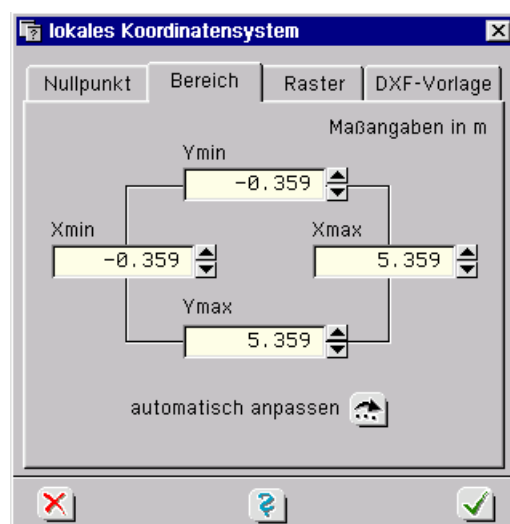 lokales Koordinatensystem
Nullpunkt Bereich Raster DXF-Vorlage
Maßangaben in m
Ymin
-0.359
Xmin Xmax
-0.359 5.359
Ymax
5.359
automatisch anpassen